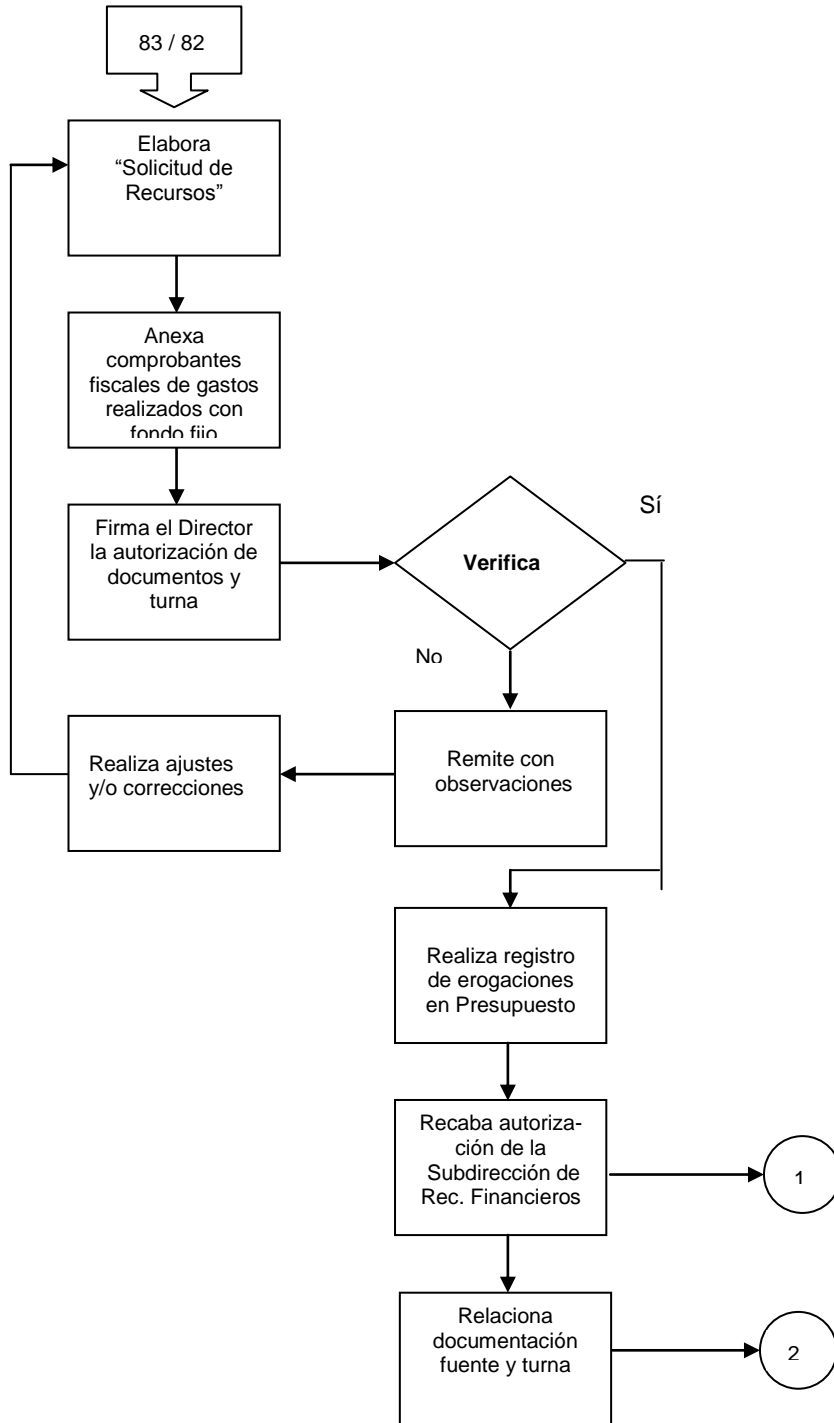 83 / 82
Elabora
“Solicitud de
Recursos”
Anexa
comprobantes
fiscales de gastos
realizados con
fondo fijo
Firma el Director
la autorización de
documentos y
turna
Verifica
Sí
No
Realiza ajustes
y/o correcciones
Remite con
observaciones
Realiza registro
de erogaciones
en Presupuesto
Recaba autoriza-
ción de la
Subdirección de
Rec. Financieros
1
Relaciona
documentación
fuente y turna
2